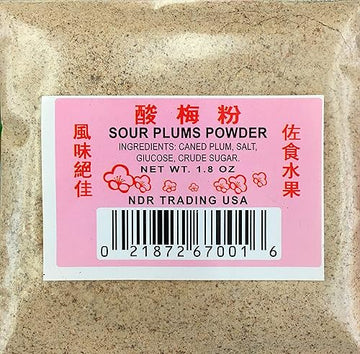 酸梅粉
SOUR PLUMS POWDER
INGREDIENTS: CANED PLUM, SALT,
GIUCOSE, CRUDE SUGAR.
NET WT. 1.8 OZ
風味絕佳
佐食水果
NDR TRADING USA
0 21872 67001 6